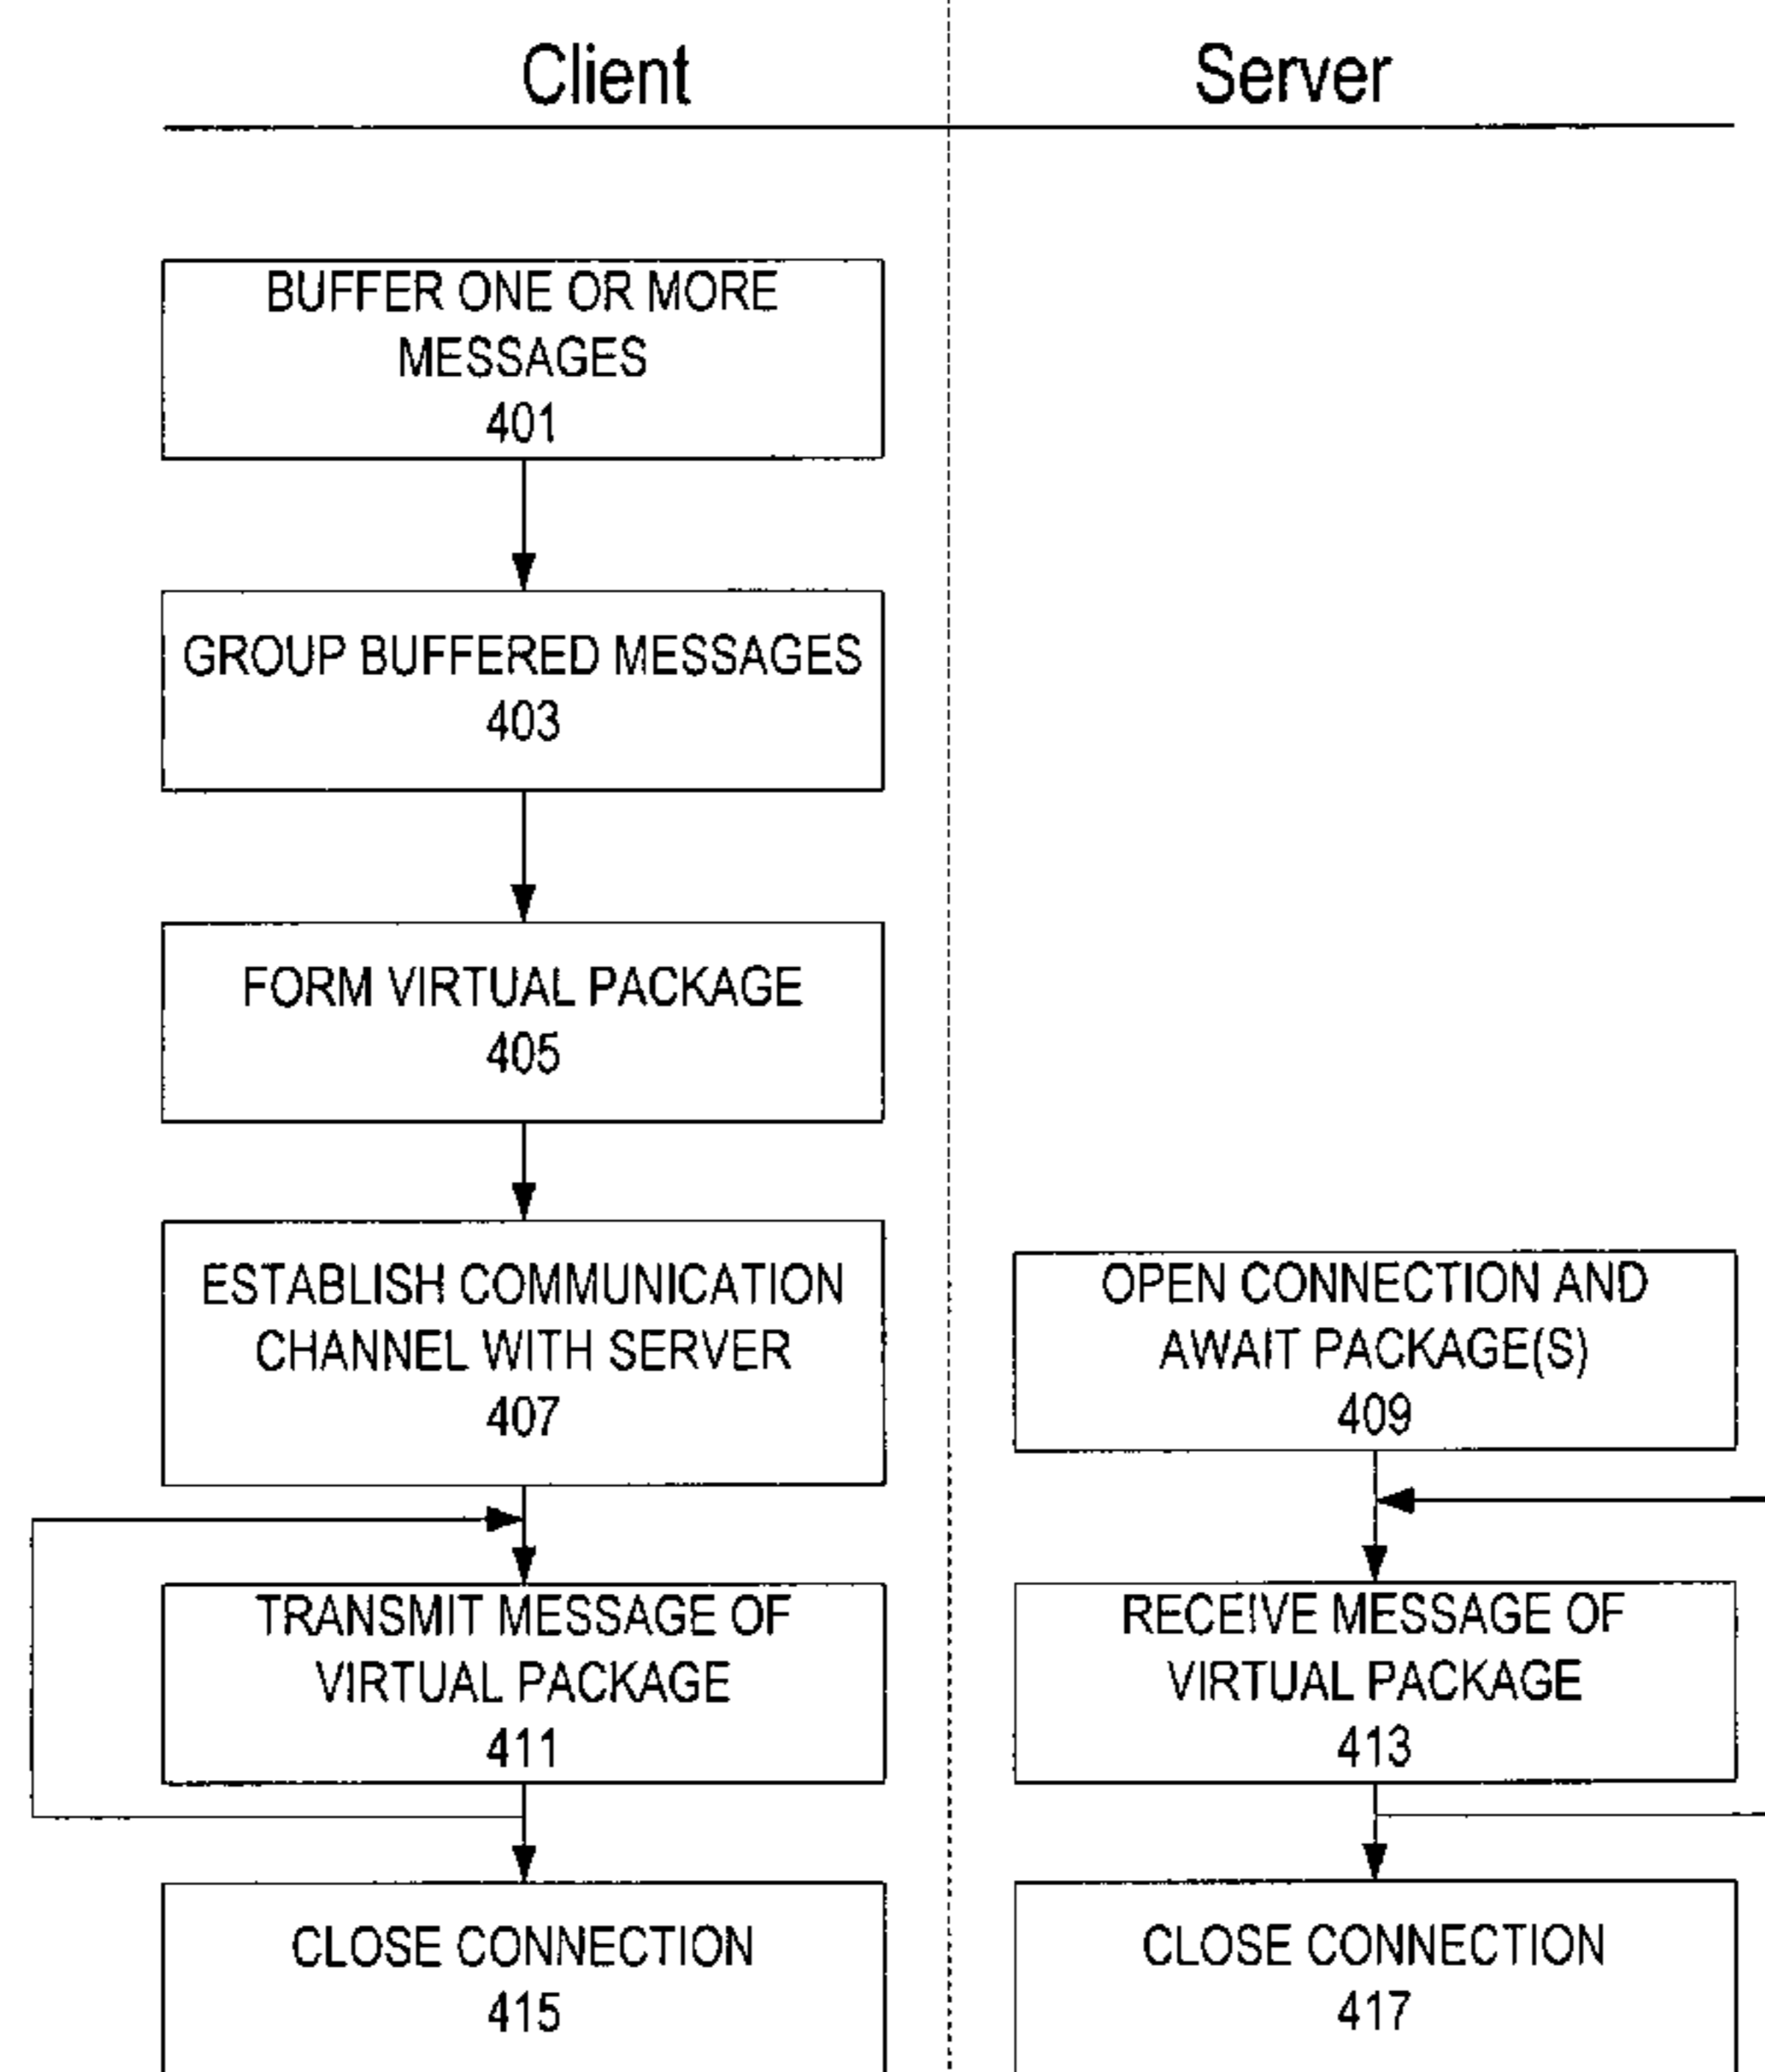 Client
Server
BUFFER ONE OR MORE
MESSAGES
401
GROUP BUFFERED MESSAGES
403
FORM VIRTUAL PACKAGE
405
ESTABLISH COMMUNICATION
CHANNEL WITH SERVER
407
OPEN CONNECTION AND
AWAIT PACKAGE(S)
409
TRANSMIT MESSAGE OF
VIRTUAL PACKAGE
411
RECEIVE MESSAGE OF
VIRTUAL PACKAGE
413
CLOSE CONNECTION
415
CLOSE CONNECTION
417